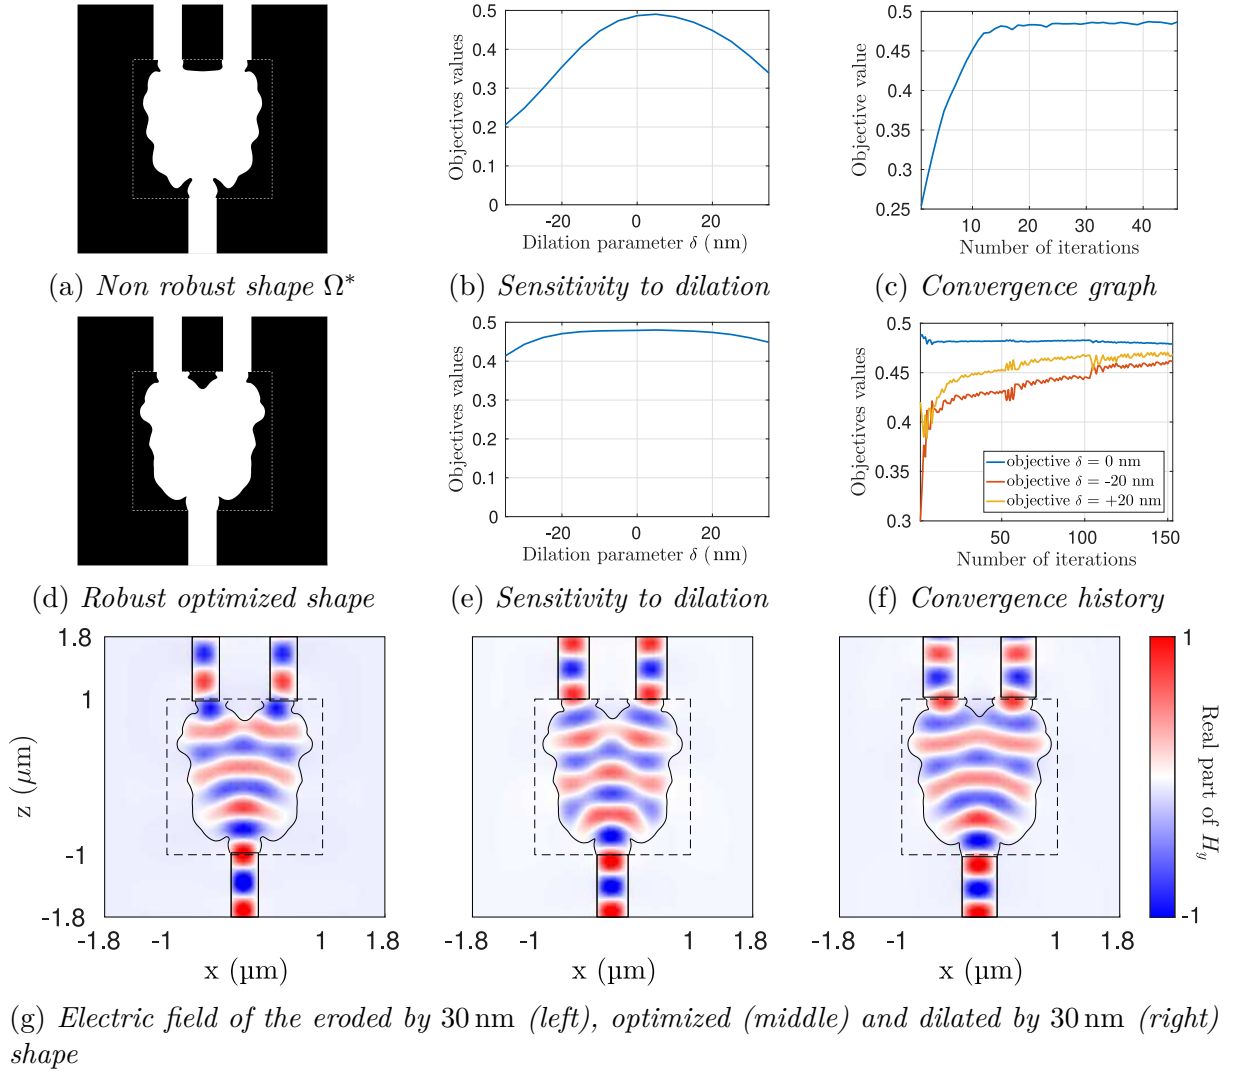 0.5
0.4
0.3
0.2
0.1
0
-20
0
20
Objectives values
Dilation parameter δ (nm)
0.5
0.45
0.4
0.35
0.3
0.25
10
20
30
40
Objective value
Number of iterations
(a) Non robust shape Ω*
(b) Sensitivity to dilation
(c) Convergence graph
0.5
0.4
0.3
0.2
0.1
0
-20
0
20
Objectives values
Dilation parameter δ (nm)
0.5
0.45
0.4
0.35
0.3
50
100
150
Objectives values
Number of iterations
objective δ = 0 nm
objective δ = -20 nm
objective δ = +20 nm
(d) Robust optimized shape
(e) Sensitivity to dilation
(f) Convergence history
1.8
1
-1
-1.8
z (µm)
-1.8
-1
1
1.8
x (µm)
-1.8
-1
1
1.8
x (µm)
-1.8
-1
1
1.8
x (µm)
1
-1
Real part of H_y
(g) Electric field of the eroded by 30 nm (left), optimized (middle) and dilated by 30 nm (right)
shape